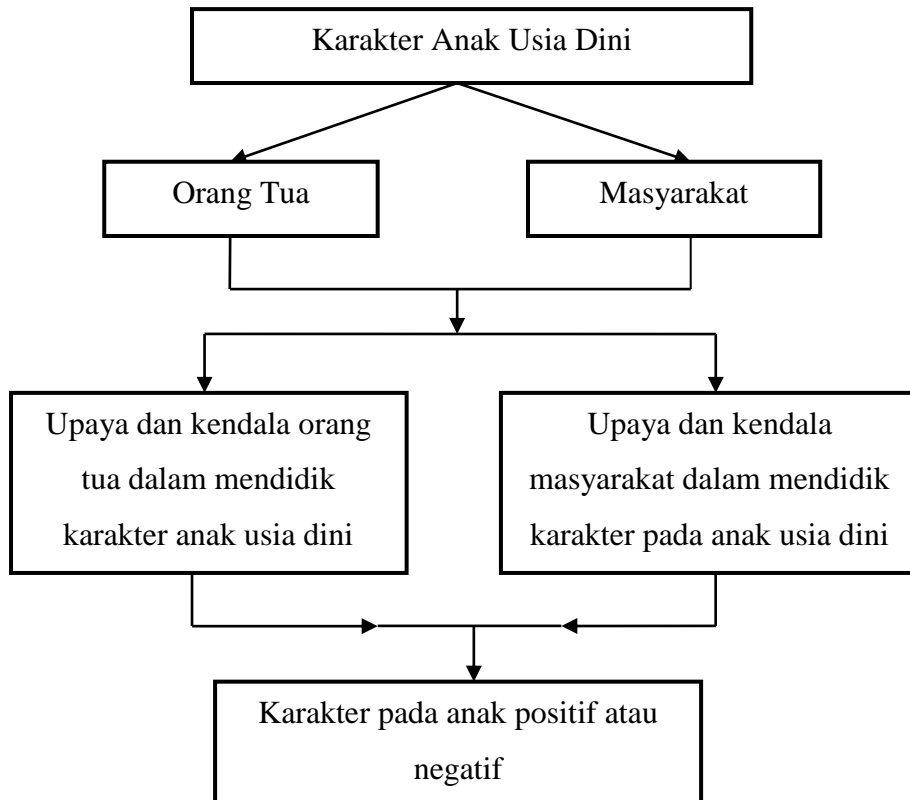 Karakter Anak Usia Dini
Orang Tua
Masyarakat
Upaya dan kendala orang
tua dalam mendidik
karakter anak usia dini
Upaya dan kendala
masyarakat dalam mendidik
karakter pada anak usia dini
Karakter pada anak positif atau
negatif